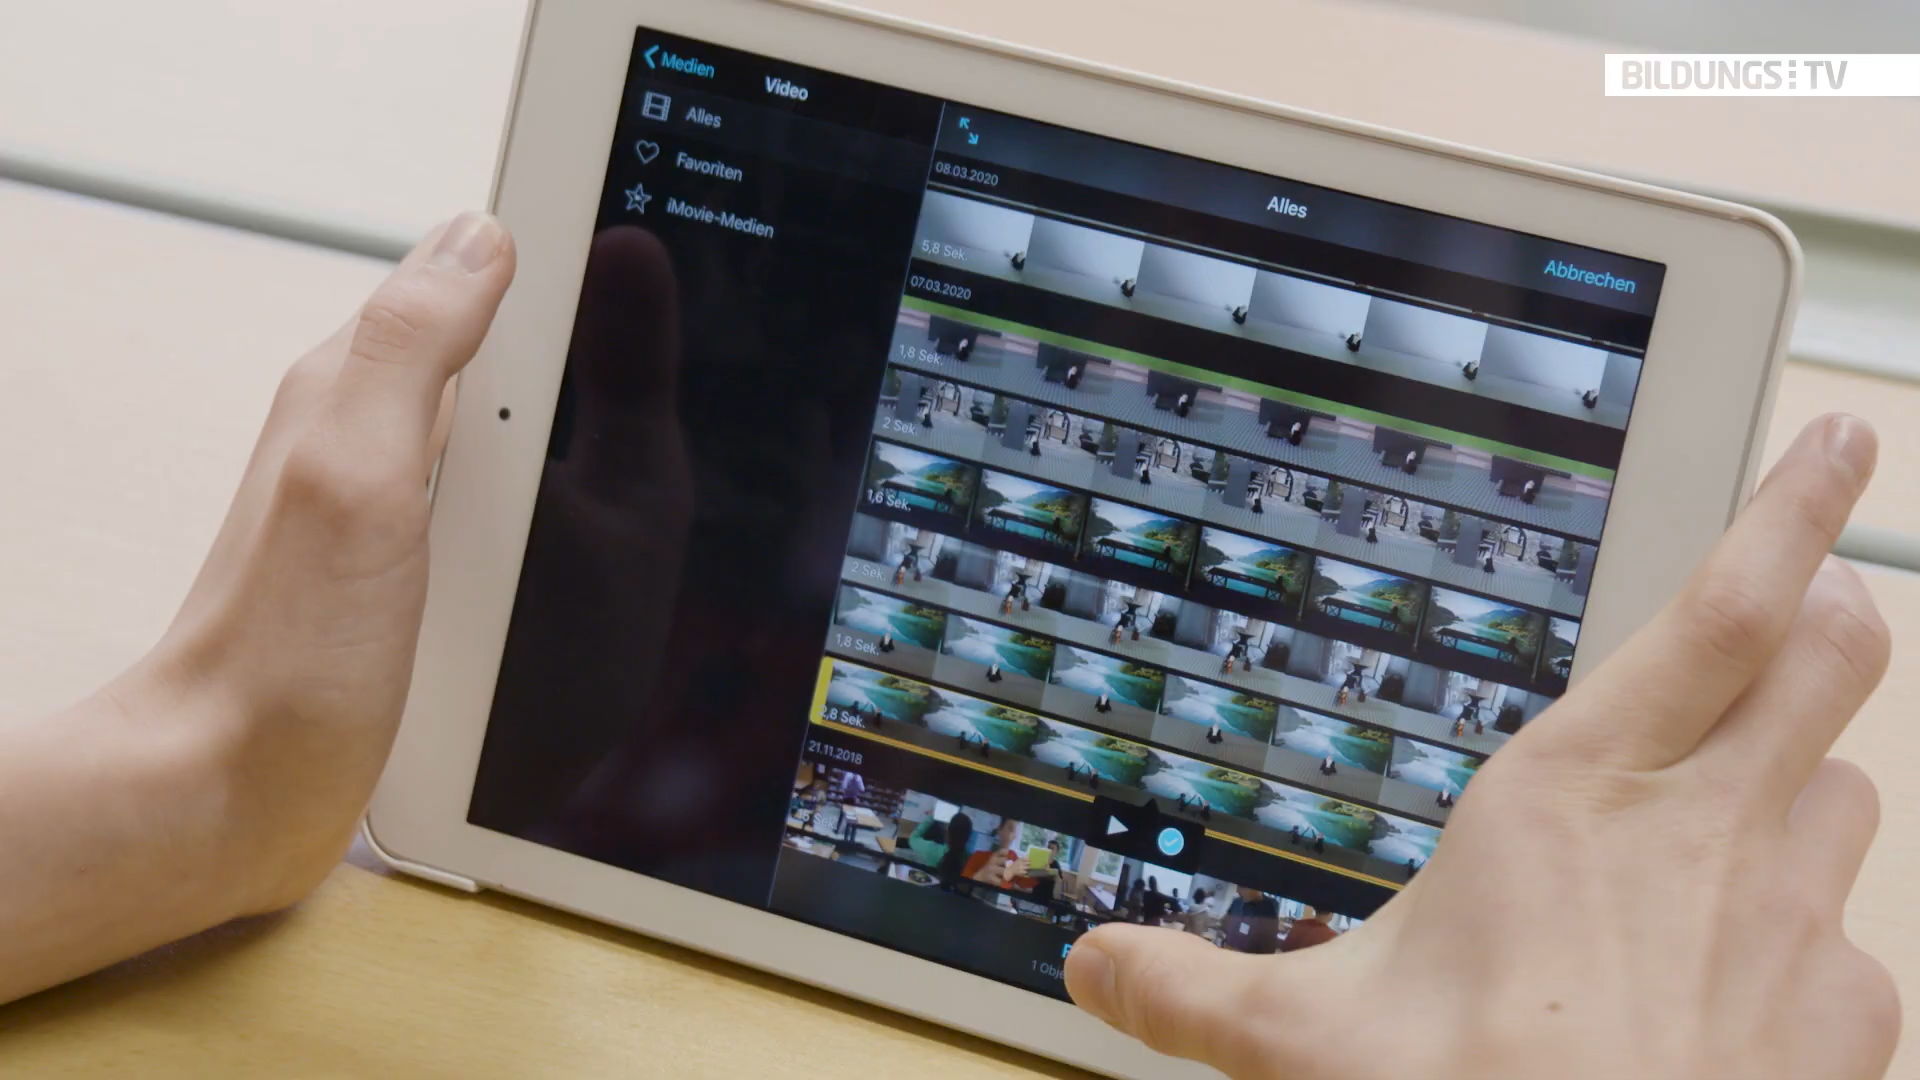 BILDUNGS:TV
Medien
Video
Alles
Favoriten
iMovie-Medien
Alles
Abbrechen
08.03.2020
5,8 Sek.
07.03.2020
1,8 Sek.
2 Sek.
1,6 Sek.
2 Sek.
1,8 Sek.
2,8 Sek.
21.11.2018
Sek.
1